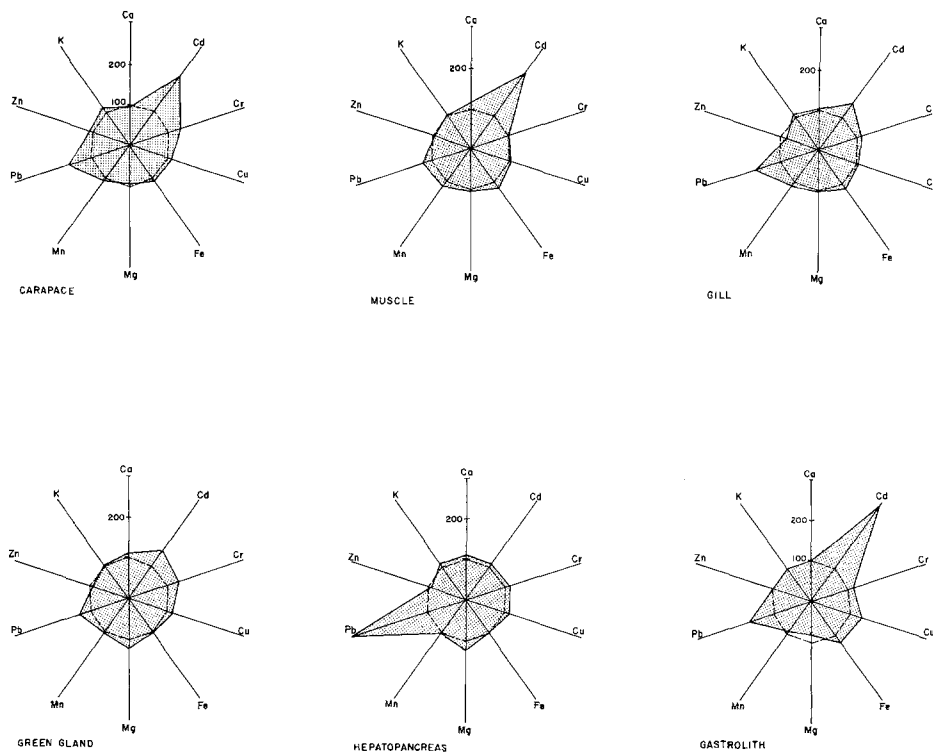 Ca
K
Cd
200
Zn
100
Cr
Pb
Cu
Mn
Fe
Mg
CARAPACE
Ca
K
Cd
200
Zn
Cr
Pb
Cu
Mn
Fe
Mg
MUSCLE
Ca
K
Cd
200
Zn
C
Pb
C
Mn
Fe
Mg
GILL
Ca
K
Cd
200
Zn
Cr
Pb
Cu
Mn
Fe
Mg
GREEN GLAND
Ca
K
Cd
200
Zn
Cr
Pb
Cu
Mn
Fe
Mg
HEPATOPANCREAS
Ca
K
Cd
200
Zn
100
Cr
Pb
Cu
Mn
Fe
Mg
GASTROLITH